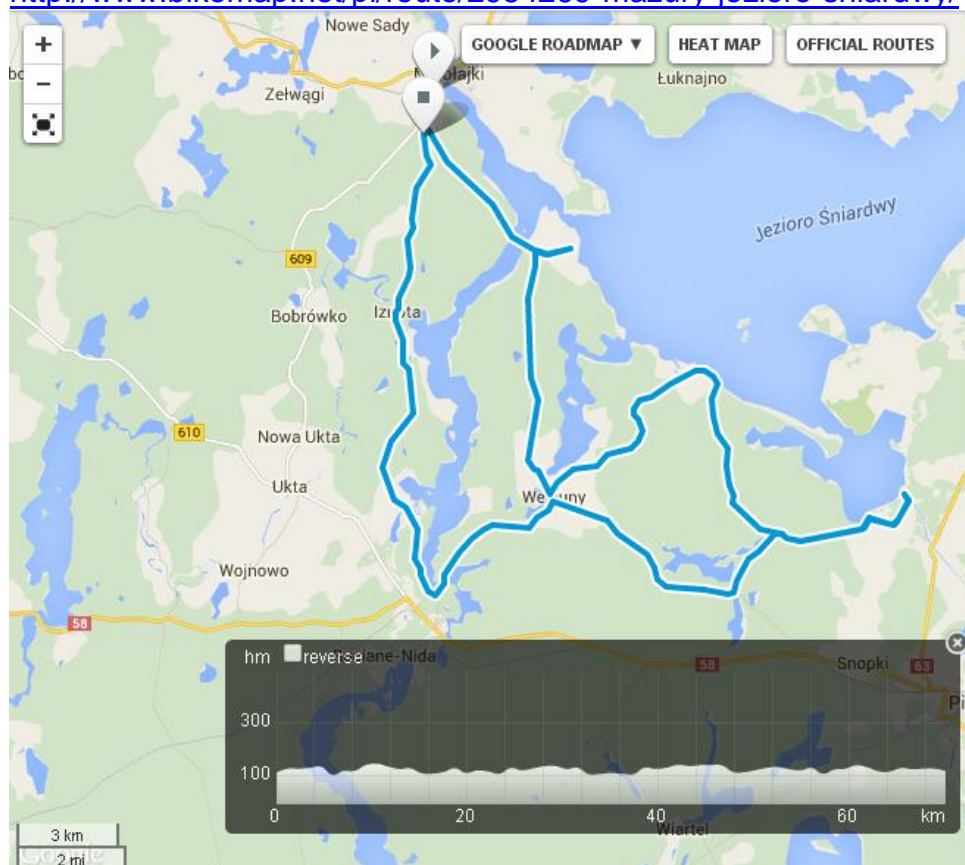 Nowe Sady
GOOGLE ROADMAP ▼
HEAT MAP
OFFICIAL ROUTES
+
−
Zełwągi
Łuknajno
Jezioro Śniardwy
609
Bobrówko
610
Nowa Ukta
Ukta
Wojnowo
58
hm
reverse
58
Snopki
63
300
100
0
20
40
60
km
Wiartel
3 km
2 mi
Google